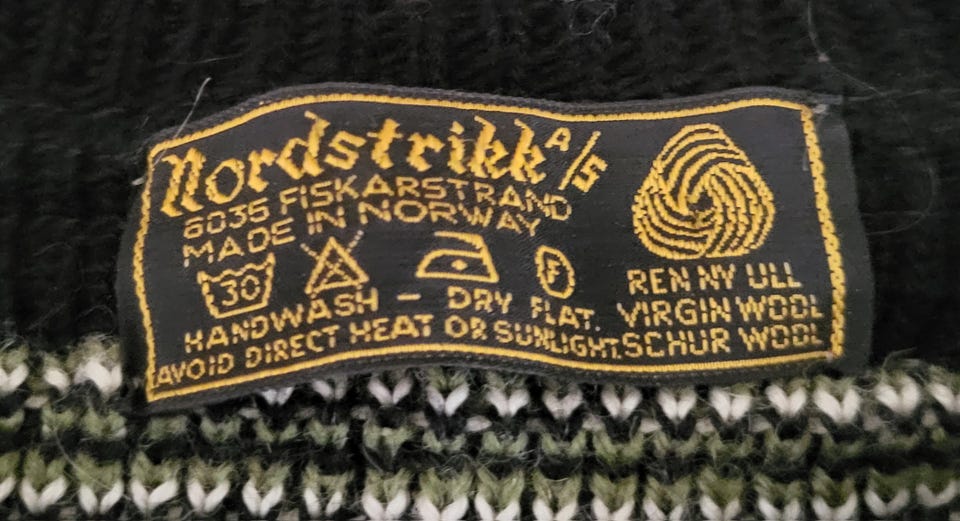 Nordstrikk A/S
6035 FISKARSTRAND
MADE IN NORWAY
30
F
HANDWASH – DRY FLAT.
AVOID DIRECT HEAT OR SUNLIGHT.
REN NY ULL
VIRGIN WOOL
SCHUR WOOL